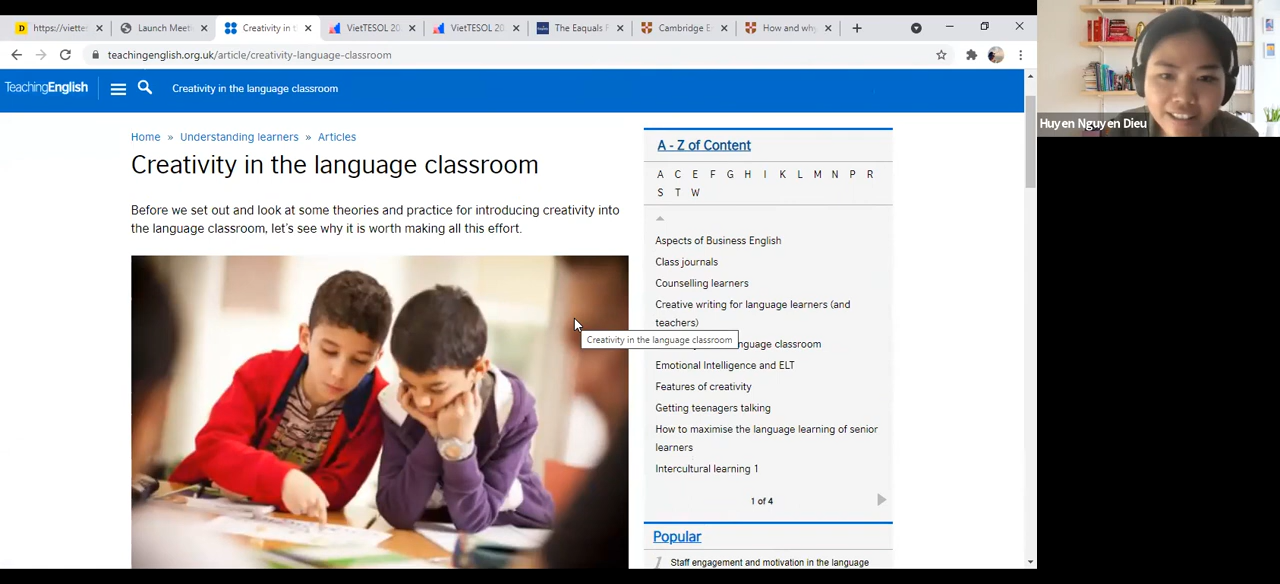 https://viette
Launch Meeti
Creativity in t
VietTESOL 20
VietTESOL 20
The Eaquals F
Cambridge E
How and why
teachingenglish.org.uk/article/creativity-language-classroom
TeachingEnglish
Creativity in the language classroom
Huyen Nguyen Dieu
Home » Understanding learners » Articles
Creativity in the language classroom
Before we set out and look at some theories and practice for introducing creativity into
the language classroom, let's see why it is worth making all this effort.
Creativity in the language classroom
A - Z of Content
A C E F G H I K L M N P R
S T W
Aspects of Business English
Class journals
Counselling learners
Creative writing for language learners (and
teachers)
nguage classroom
Emotional Intelligence and ELT
Features of creativity
Getting teenagers talking
How to maximise the language learning of senior
learners
Intercultural learning 1
1 of 4
Popular
1 Staff engagement and motivation in the language